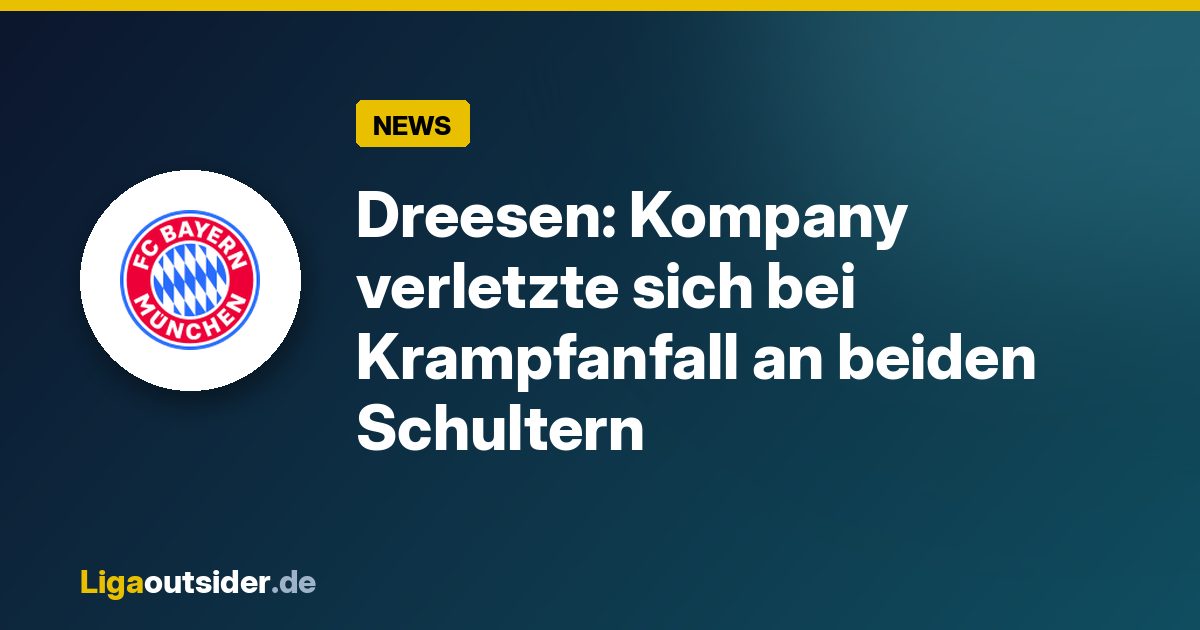 NEWS
FC BAYERN
MÜNCHEN
Dreesen: Kompany
verletzte sich bei
Krampfanfall an beiden
Schultern
Ligaoutsider.de